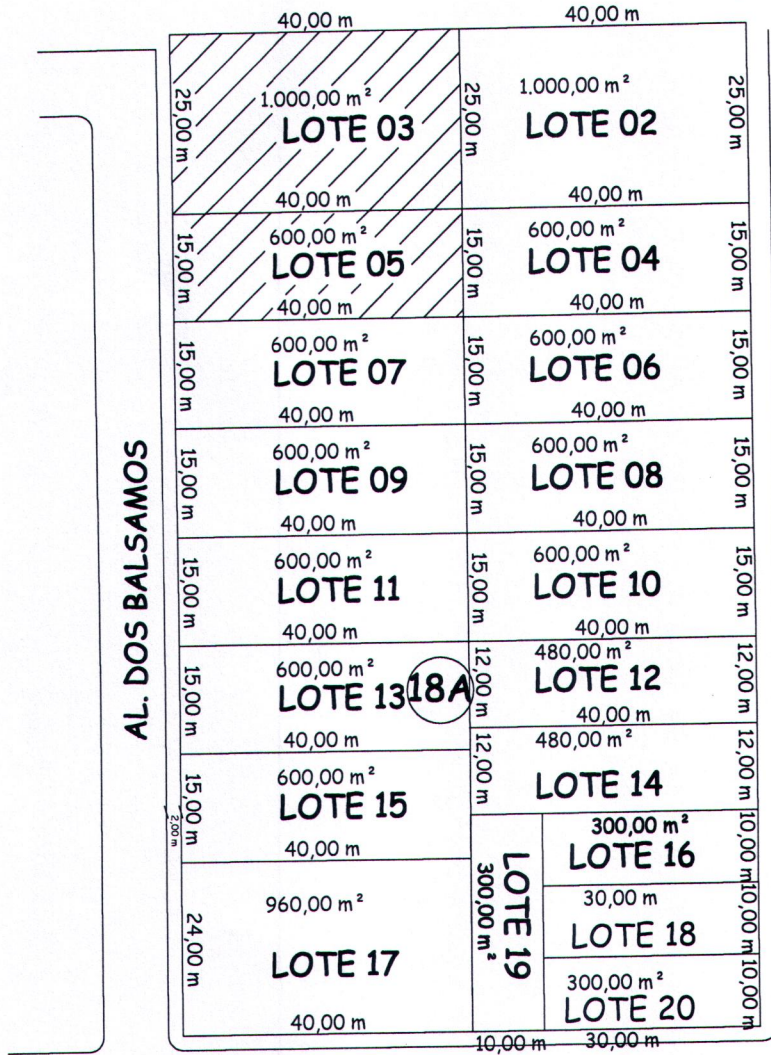 40,00 m
40,00 m
25,00 m
1.000,00 m²
LOTE 03
40,00 m
25,00 m
1.000,00 m²
LOTE 02
40,00 m
25,00 m
15,00 m
600,00 m²
LOTE 05
40,00 m
15,00 m
600,00 m²
LOTE 04
40,00 m
15,00 m
15,00 m
600,00 m²
LOTE 07
40,00 m
15,00 m
600,00 m²
LOTE 06
40,00 m
15,00 m
AL. DOS BALSAMOS
15,00 m
600,00 m²
LOTE 09
40,00 m
15,00 m
600,00 m²
LOTE 08
40,00 m
15,00 m
15,00 m
600,00 m²
LOTE 11
40,00 m
15,00 m
600,00 m²
LOTE 10
40,00 m
15,00 m
15,00 m
600,00 m²
LOTE 13
40,00 m
18A
12,00 m
480,00 m²
LOTE 12
40,00 m
12,00 m
15,00 m
2,00 m
600,00 m²
LOTE 15
40,00 m
12,00 m
480,00 m²
LOTE 14
12,00 m
24,00 m
960,00 m²
LOTE 17
40,00 m
LOTE 19
300,00 m²
10,00 m
300,00 m²
LOTE 16
10,00 m
30,00 m
LOTE 18
10,00 m
300,00 m²
LOTE 20
10,00 m
30,00 m